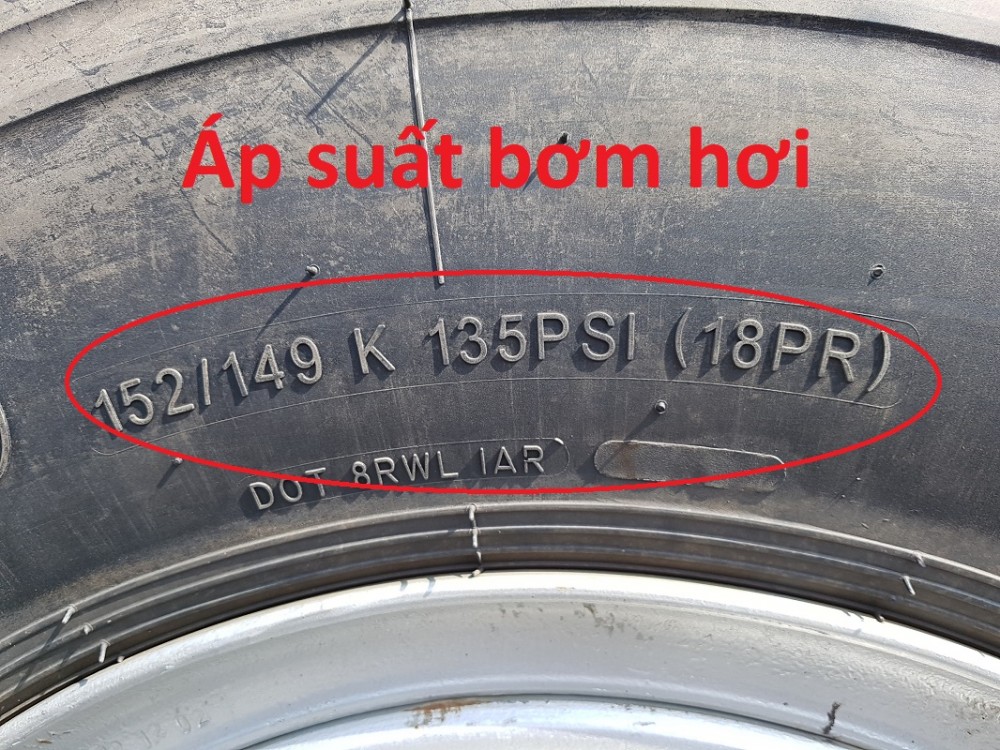 Áp suất bơm hơi
152/149 K 135PSI (18PR)
DOT 8RWL IAR